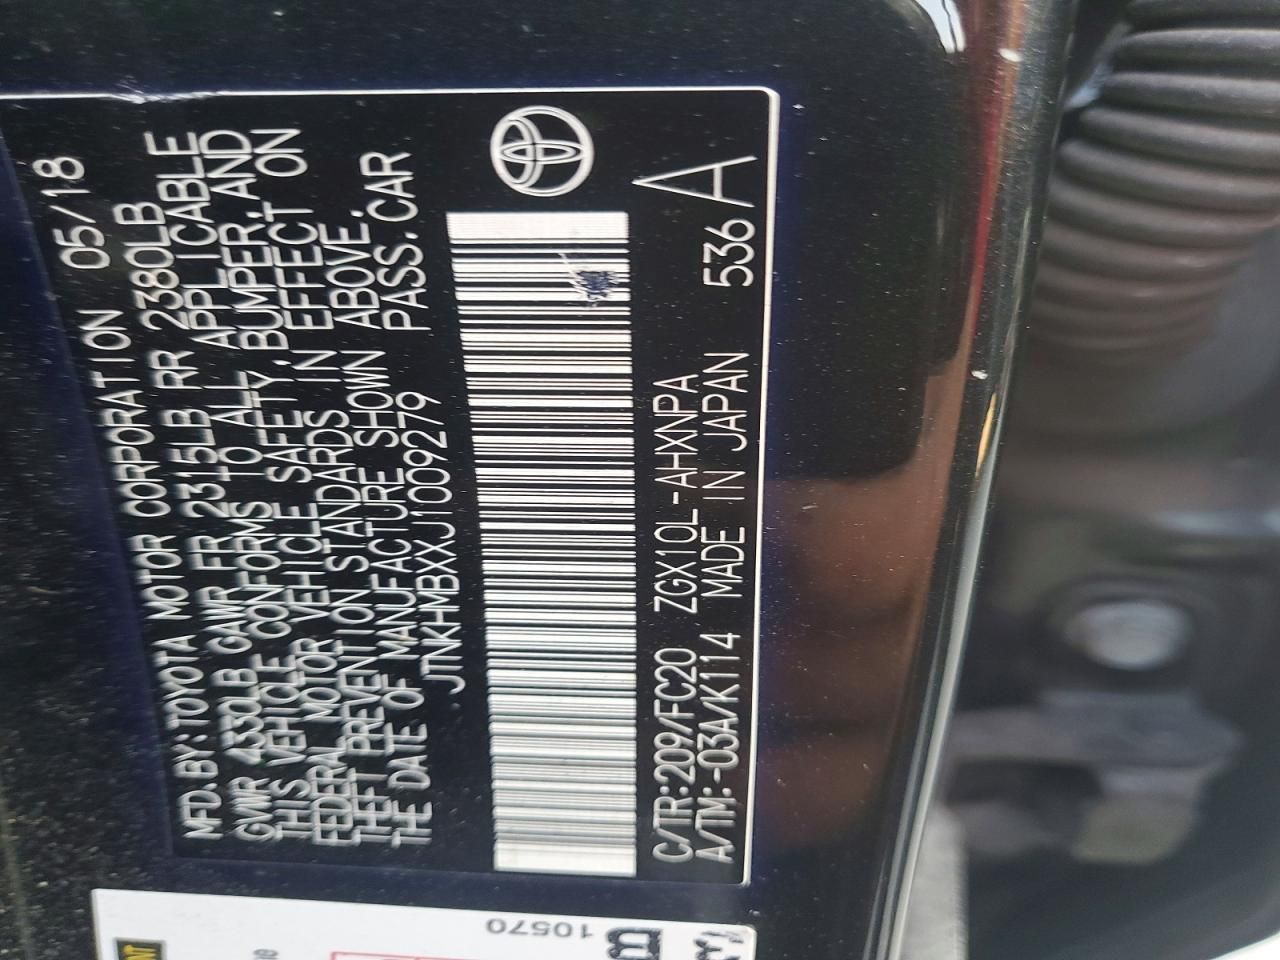 MFD.BY:TOYOTA MOTOR CORPORATION 05/18
GVWR 4330LB GAWR FR 2315LB RR 2380LB
THIS VEHICLE CONFORMS TO ALL APPLICABLE
FEDERAL MOTOR VEHICLE SAFETY,BUMPER,AND
THEFT PREVENTION STANDARDS IN EFFECT ON
THE DATE OF MANUFACTURE SHOWN ABOVE.
JTNKHMBXXJ1009279 PASS.CAR
C/TR:209/FC20 ZGX10L-AHXNPA
A/TM:-03A/K114 MADE IN JAPAN 536 A
10570